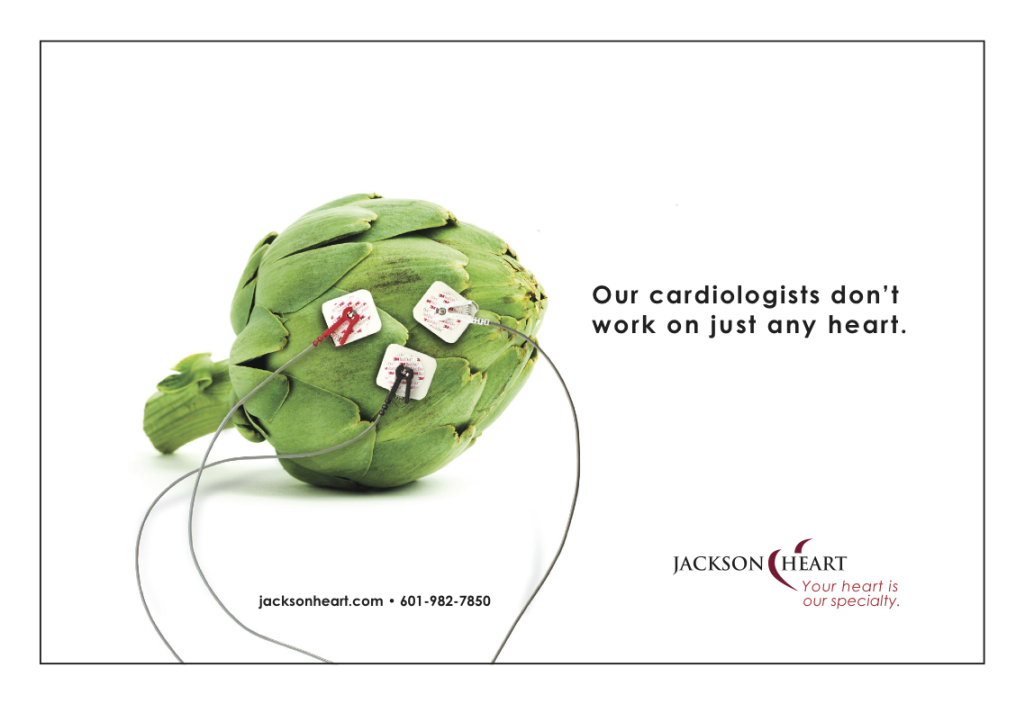 Our cardiologists don't
work on just any heart.
JACKSON HEART
Your heart is
our specialty.
jacksonheart.com • 601-982-7850